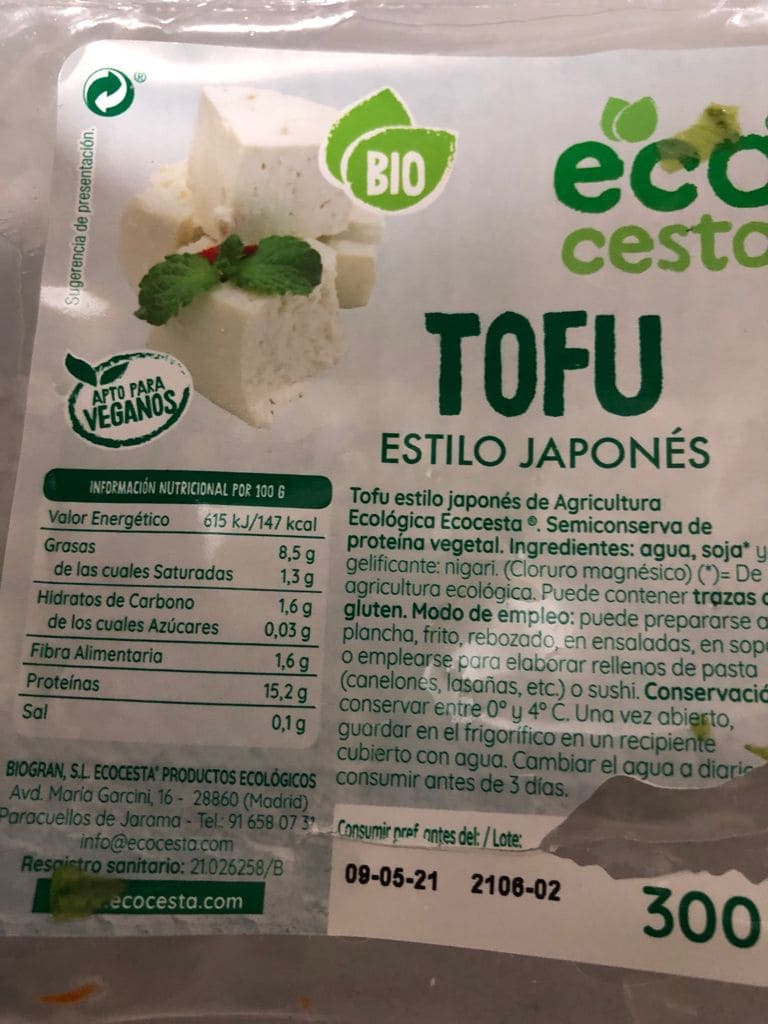 ®
Sugerencia de presentación.
BIO
eco
cesta
TOFU
ESTILO JAPONÉS
APTO PARA
VEGANOS
INFORMACIÓN NUTRICIONAL POR 100 G
Valor Energético 615 kJ/147 kcal
Grasas 8,5 g
de las cuales Saturadas 1,3 g
Hidratos de Carbono 1,6 g
de los cuales Azúcares 0,03 g
Fibra Alimentaria 1,6 g
Proteínas 15,2 g
Sal 0,1 g
Tofu estilo japonés de Agricultura
Ecológica Ecocesta ®. Semiconserva de
proteína vegetal. Ingredientes: agua, soja* y
gelificante: nigari. (Cloruro magnésico) (*)= De
agricultura ecológica. Puede contener trazas
gluten. Modo de empleo: puede prepararse a
plancha, frito, rebozado, en ensaladas, en
o emplearse para elaborar rellenos de pasta
(canelones, lasañas, etc.) o sushi.
conservar entre 0° y 4° C. Una vez abierto,
guardar en el frigorífico en un recipiente
cubierto con agua. Cambiar el agua a
consumir antes de 3 días.
BIOGRAN, S.L. ECOCESTA® PRODUCTOS ECOLÓGICOS
Avd. María Garcini, 16 - 28860 (Madrid)
Paracuellos de Jarama - Tel.: 91 658 07
info@ecocesta.com
sanitario: 21.026258/B
.ecocesta.com
Consumir pref. antes del: / Lote:
09-05-21 2106-02
300